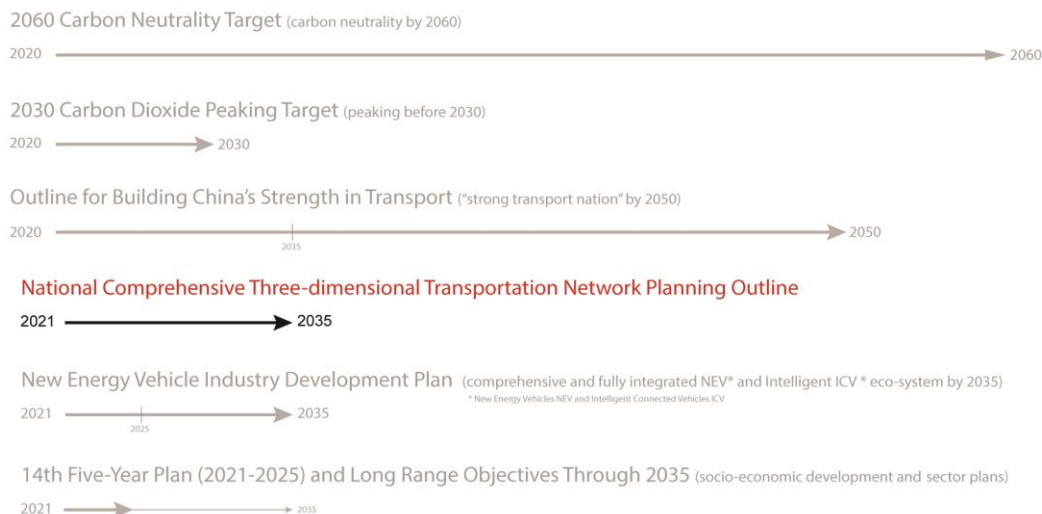 2060 Carbon Neutrality Target (carbon neutrality by 2060)
2020 2060
2030 Carbon Dioxide Peaking Target (peaking before 2030)
2020 2030
Outline for Building China's Strength in Transport ("strong transport nation" by 2050)
2020 2050
2035
National Comprehensive Three-dimensional Transportation Network Planning Outline
2021 2035
New Energy Vehicle Industry Development Plan (comprehensive and fully integrated NEV* and Intelligent ICV * eco-system by 2035)
* New Energy Vehicles NEV and Intelligent Connected Vehicles ICV
2021 2035
2025
14th Five-Year Plan (2021-2025) and Long Range Objectives Through 2035 (socio-economic development and sector plans)
2021 2035